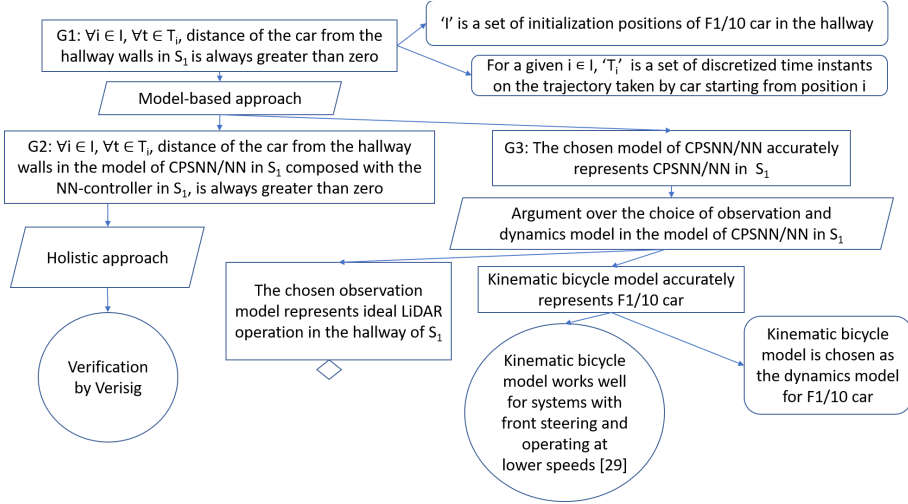 G1: ∀i ∈ I, ∀t ∈ Tᵢ, distance of the car from the
hallway walls in S₁ is always greater than zero
‘I’ is a set of initialization positions of F1/10 car in the hallway
For a given i ∈ I, ‘Tᵢ’ is a set of discretized time instants
on the trajectory taken by car starting from position i
Model-based approach
G2: ∀i ∈ I, ∀t ∈ Tᵢ, distance of the car from the hallway
walls in the model of CPSNN/NN in S₁ composed with the
NN-controller in S₁, is always greater than zero
G3: The chosen model of CPSNN/NN accurately
represents CPSNN/NN in S₁
Argument over the choice of observation and
dynamics model in the model of CPSNN/NN in S₁
Holistic approach
The chosen observation
model represents ideal LiDAR
operation in the hallway of S₁
Kinematic bicycle model accurately
represents F1/10 car
Verification
by Verisig
Kinematic bicycle
model works well
for systems with
front steering and
operating at
lower speeds [29]
Kinematic bicycle
model is chosen as
the dynamics model
for F1/10 car